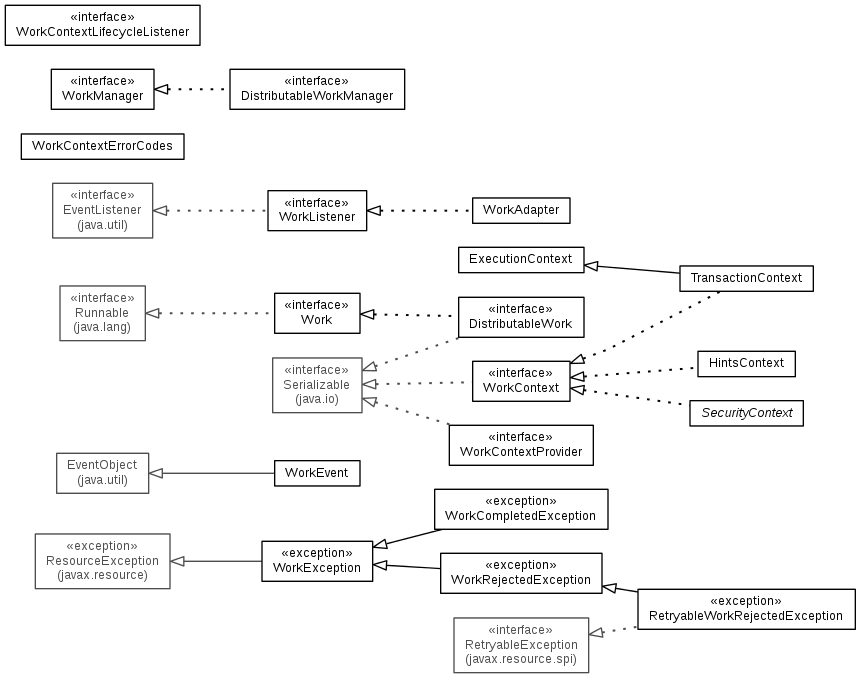 «interface»
WorkContextLifecycleListener
«interface»
WorkManager
«interface»
DistributableWorkManager
WorkContextErrorCodes
«interface»
EventListener
(java.util)
«interface»
WorkListener
WorkAdapter
ExecutionContext
TransactionContext
«interface»
Runnable
(java.lang)
«interface»
Work
«interface»
DistributableWork
«interface»
Serializable
(java.io)
«interface»
WorkContext
HintsContext
SecurityContext
«interface»
WorkContextProvider
EventObject
(java.util)
WorkEvent
«exception»
WorkCompletedException
«exception»
ResourceException
(javax.resource)
«exception»
WorkException
«exception»
WorkRejectedException
«exception»
RetryableWorkRejectedException
«interface»
RetryableException
(javax.resource.spi)